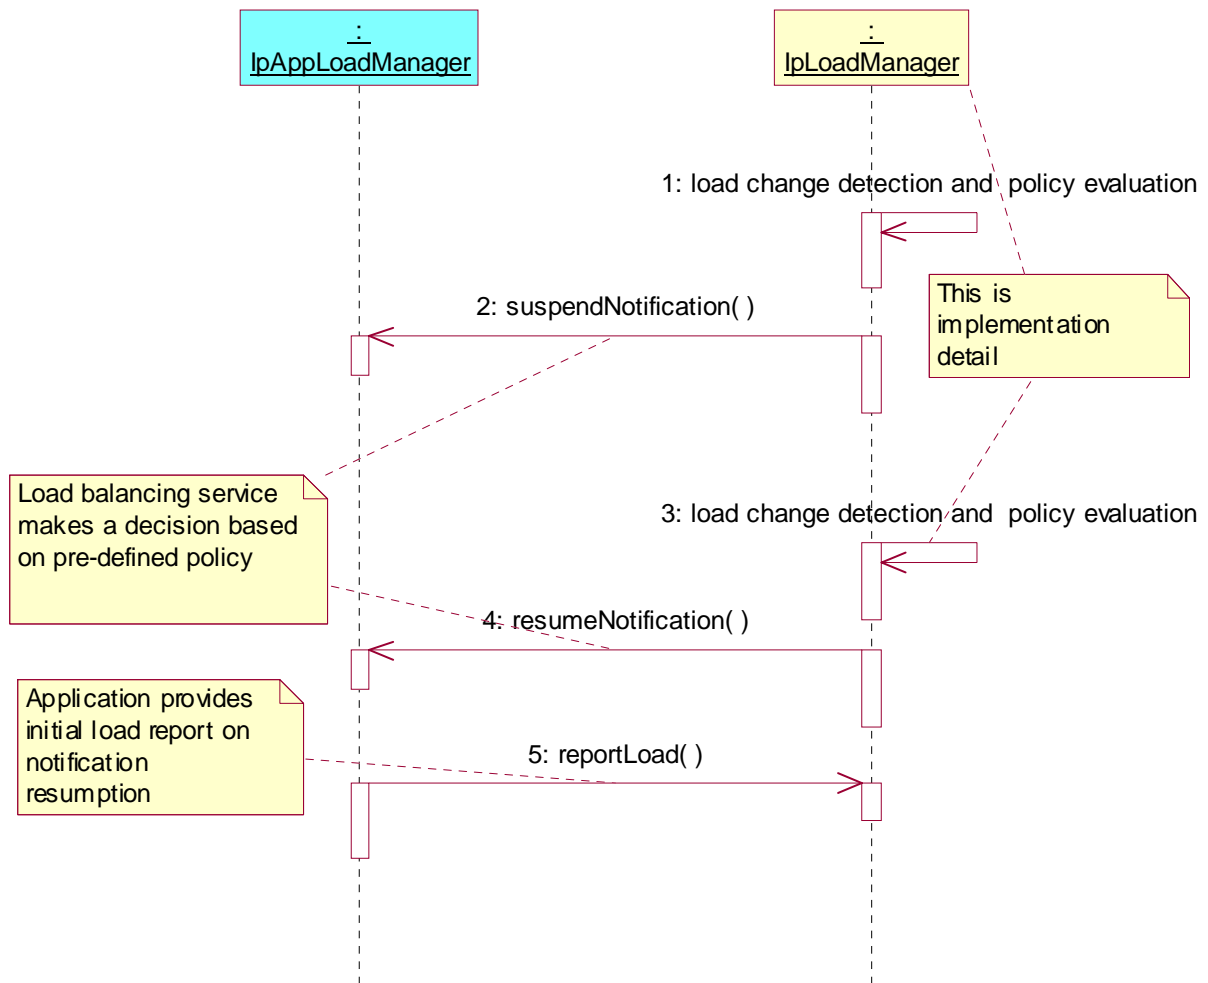 :
IpAppLoadManager
:
IpLoadManager
1: load change detection and  policy evaluation
This is
implementation
detail
2: suspendNotification( )
Load balancing service
makes a decision based
on pre-defined policy
3: load change detection and  policy evaluation
4: resumeNotification( )
Application provides
initial load report on
notification
resumption
5: reportLoad( )